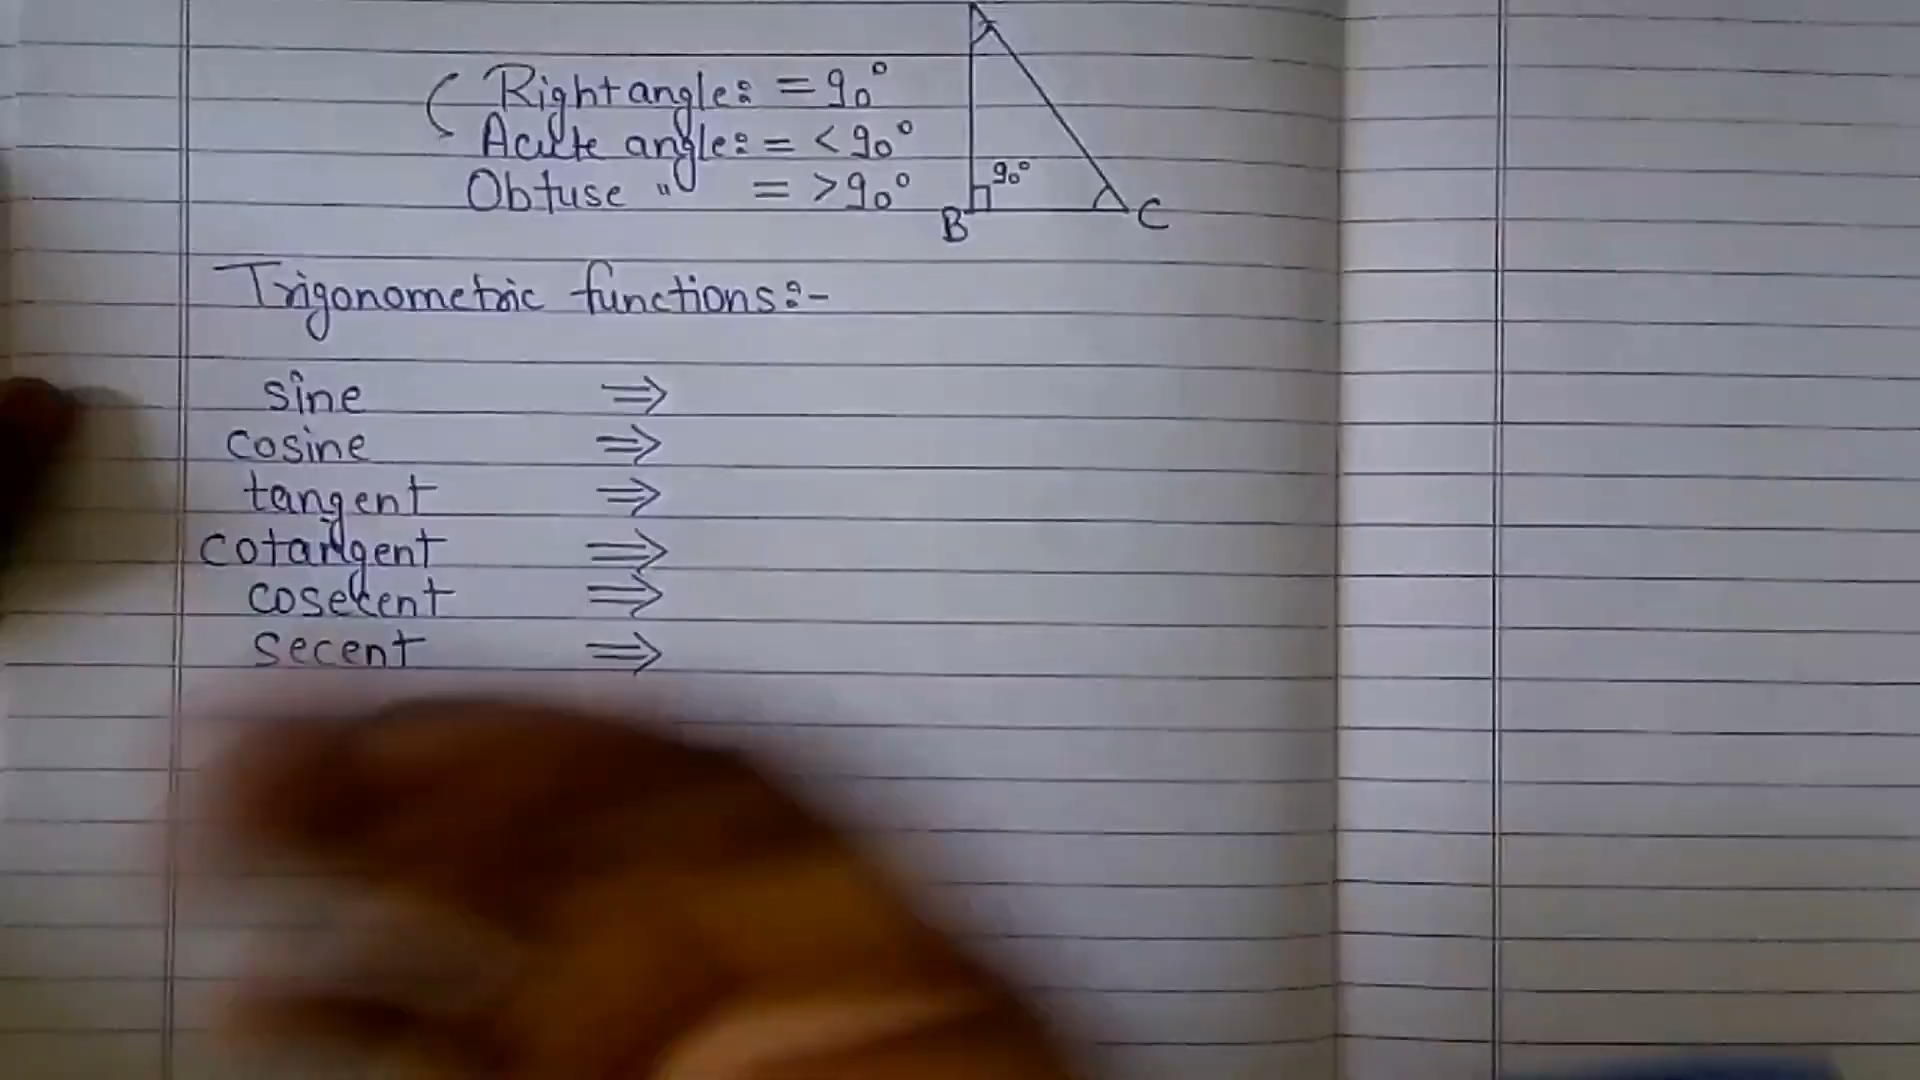 Right angle: = 90°
Acute angle: = < 90°
Obtuse " = > 90°
90°
B
C
Trigonometric functions:-
sine ⇒
cosine ⇒
tangent ⇒
cotangent ⇒
cosecent ⇒
secent ⇒